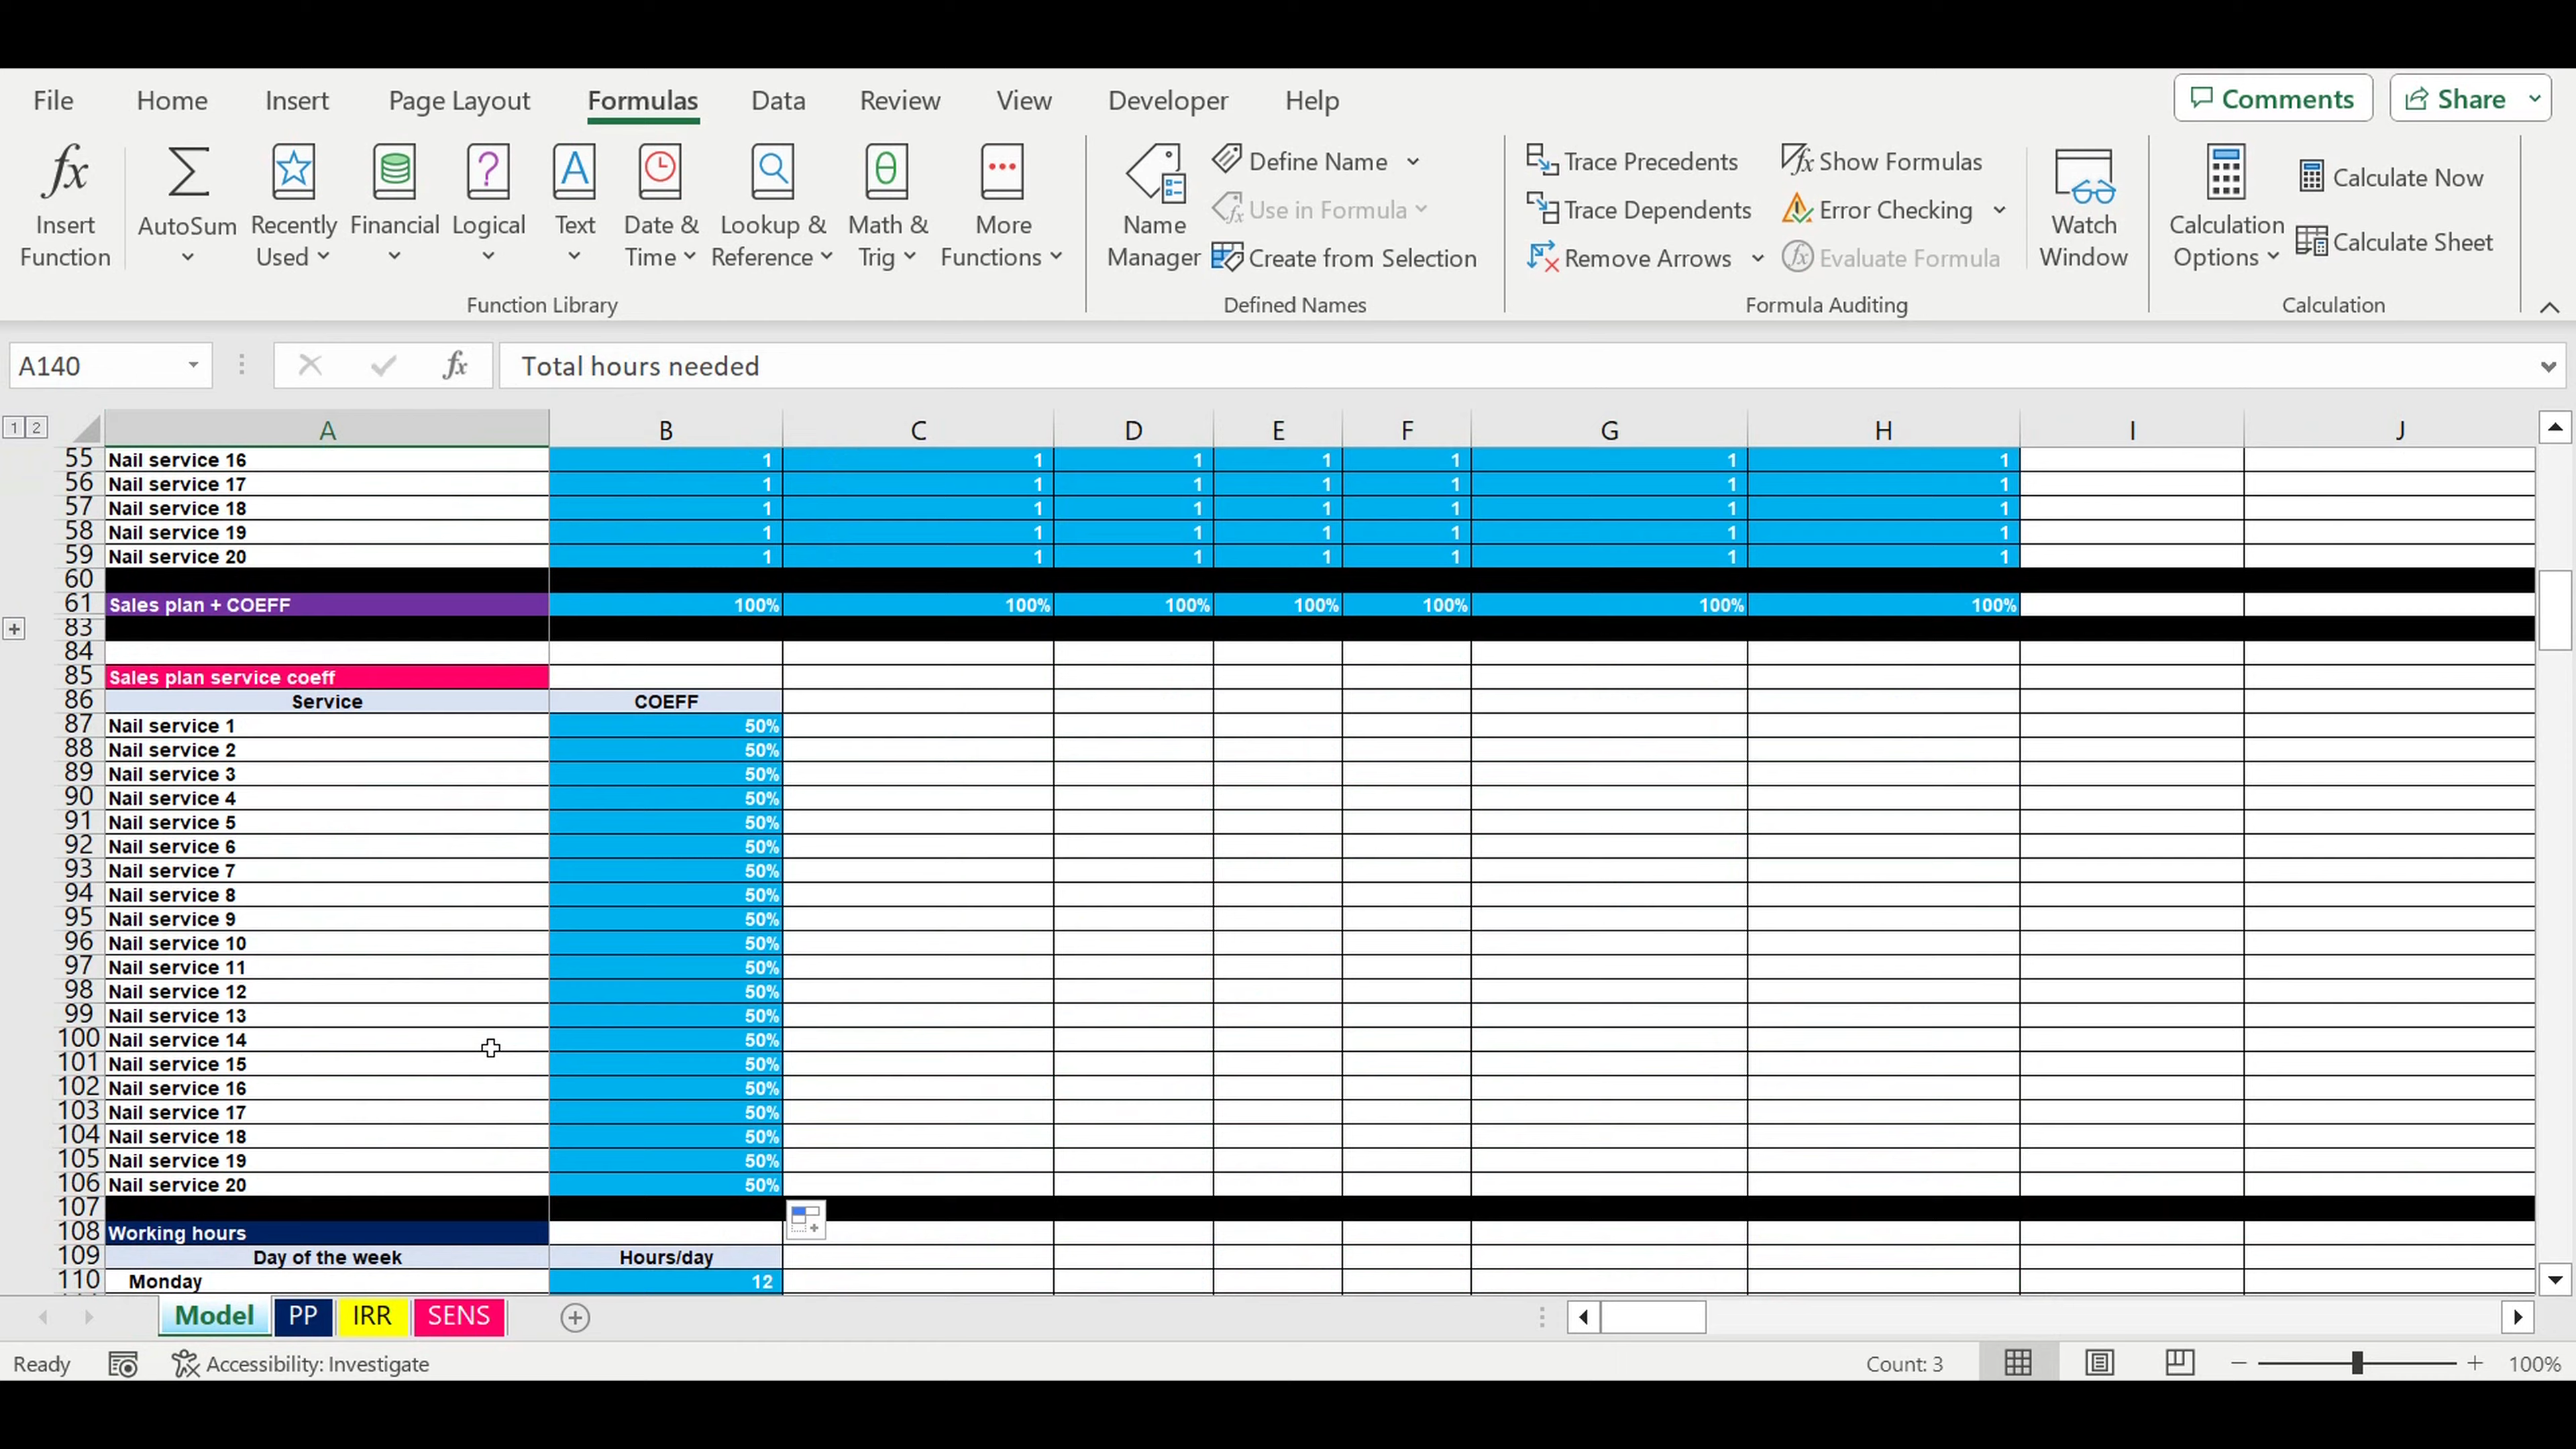 File Home Insert Page Layout Formulas Data Review View Developer Help Comments Share
fx Insert Function
AutoSum
Recently Used
Financial
Logical
Text
Date & Time
Lookup & Reference
Math & Trig
More Functions
Function Library
Name Manager
Define Name
Use in Formula
Create from Selection
Defined Names
Trace Precedents
Trace Dependents
Remove Arrows
Show Formulas
Error Checking
Evaluate Formula
Formula Auditing
Watch Window
Calculation Options
Calculate Now
Calculate Sheet
Calculation
A140 fx Total hours needed
1 2 A B C D E F G H I J
55 Nail service 16 1 1 1 1 1 1 1
56 Nail service 17 1 1 1 1 1 1 1
57 Nail service 18 1 1 1 1 1 1 1
58 Nail service 19 1 1 1 1 1 1 1
59 Nail service 20 1 1 1 1 1 1 1
60
61 Sales plan + COEFF 100% 100% 100% 100% 100% 100% 100%
83
84
85 Sales plan service coeff
86 Service COEFF
87 Nail service 1 50%
88 Nail service 2 50%
89 Nail service 3 50%
90 Nail service 4 50%
91 Nail service 5 50%
92 Nail service 6 50%
93 Nail service 7 50%
94 Nail service 8 50%
95 Nail service 9 50%
96 Nail service 10 50%
97 Nail service 11 50%
98 Nail service 12 50%
99 Nail service 13 50%
100 Nail service 14 50%
101 Nail service 15 50%
102 Nail service 16 50%
103 Nail service 17 50%
104 Nail service 18 50%
105 Nail service 19 50%
106 Nail service 20 50%
107
108 Working hours
109 Day of the week Hours/day
110 Monday 12
Model PP IRR SENS
Ready Accessibility: Investigate Count: 3 100%